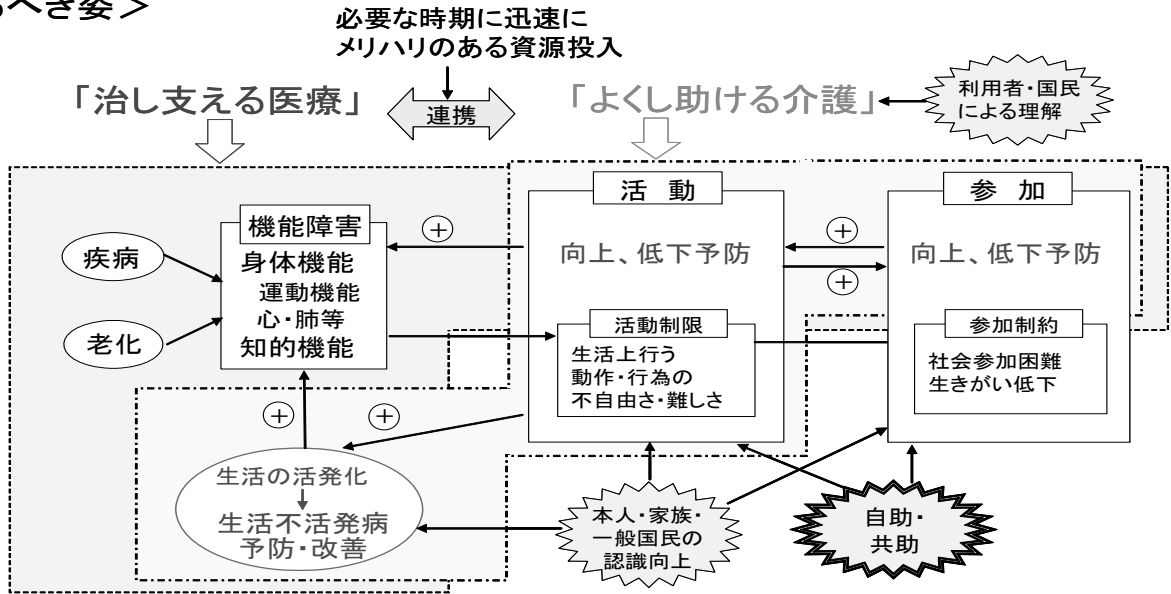 べき姿＞
必要な時期に迅速に
メリハリのある資源投入
「治し支える医療」
連携
「よくし助ける介護」
利用者・国民
による理解
活 動
参 加
機能障害
＋
＋
疾病
身体機能
向上、低下予防
向上、低下予防
運動機能
＋
心・肺等
老化
知的機能
活動制限
参加制約
生活上行う
動作・行為の
不自由さ・難しさ
社会参加困難
生きがい低下
＋
＋
生活の活発化
生活不活発病
予防・改善
本人・家族・
一般国民の
認識向上
自助・
共助